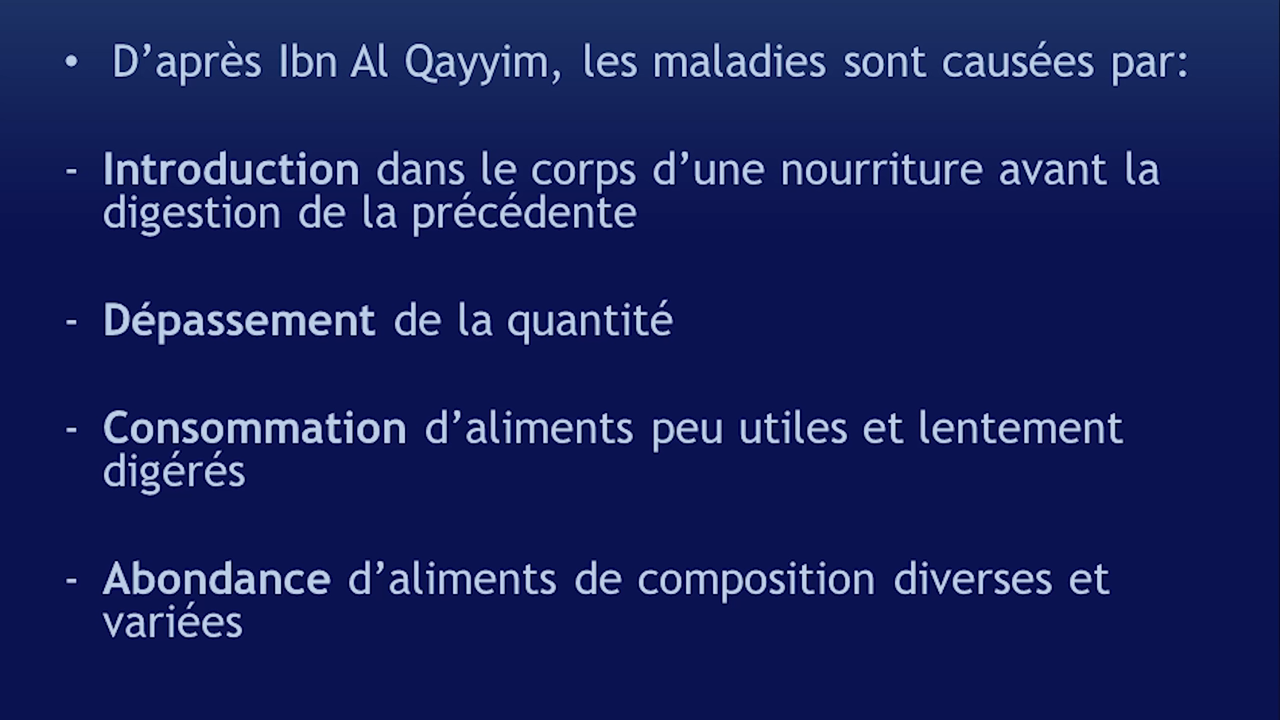 • D’après Ibn Al Qayyim, les maladies sont causées par:
- Introduction dans le corps d’une nourriture avant la
digestion de la précédente
- Dépassement de la quantité
- Consommation d’aliments peu utiles et lentement
digérés
- Abondance d’aliments de composition diverses et
variées